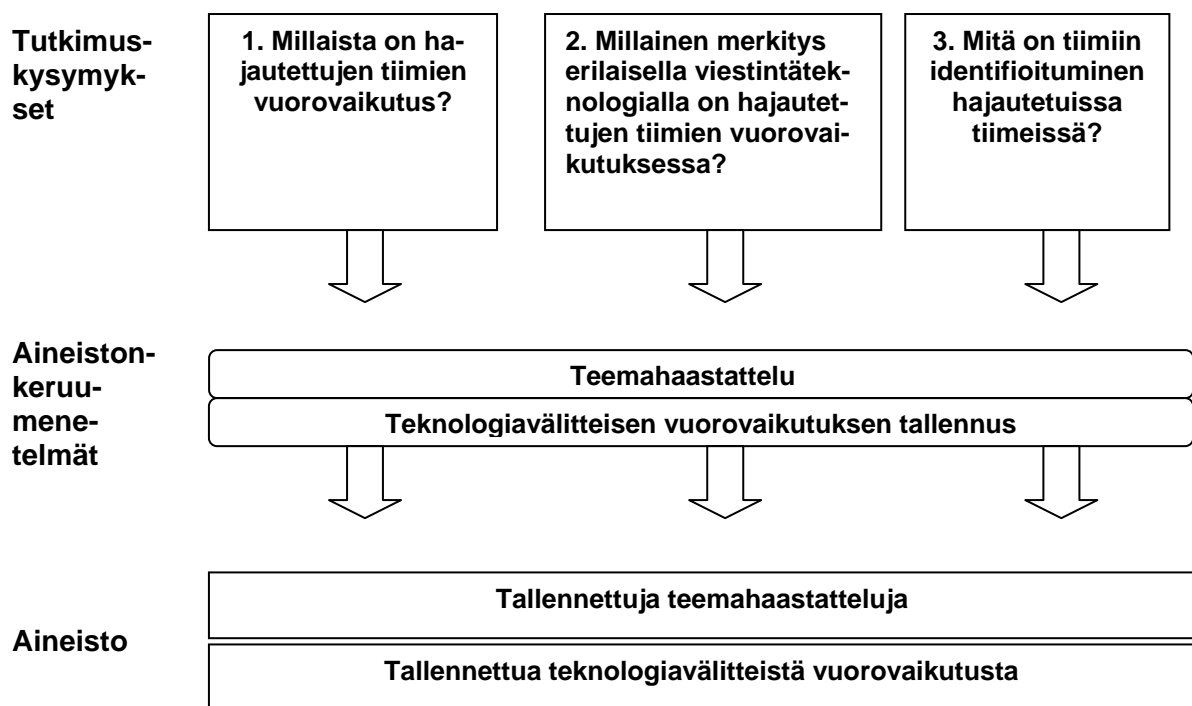 Tutkimus-
kysymyk-
set
1. Millaista on ha-
jautettujen tiimien
vuorovaikutus?
2. Millainen merkitys
erilaisella viestintätek-
nologialla on hajautet-
tujen tiimien vuorovai-
kutuksessa?
3. Mitä on tiimiin
identifioituminen
hajautetuissa
tiimeissä?
Aineiston-
keruu-
mene-
telmät
Teemahaastattelu
Teknologiavälitteisen vuorovaikutuksen tallennus
Aineisto
Tallennettuja teemahaastatteluja
Tallennettua teknologiavälitteistä vuorovaikutusta